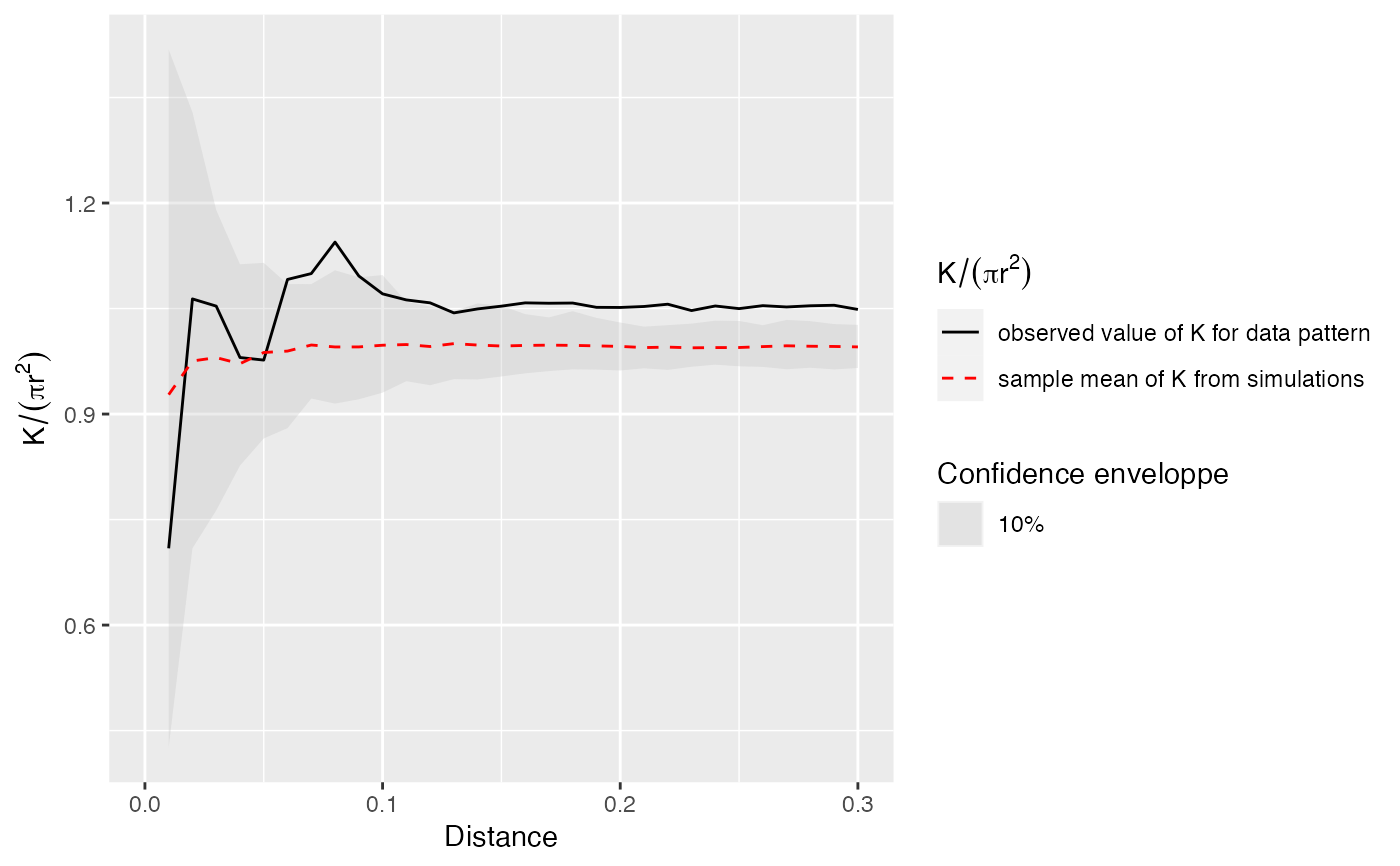 1.2
0.9
0.6
K/(πr²)
0.0
0.1
0.2
0.3
Distance
K/(πr²)
observed value of K for data pattern
sample mean of K from simulations
Confidence enveloppe
10%